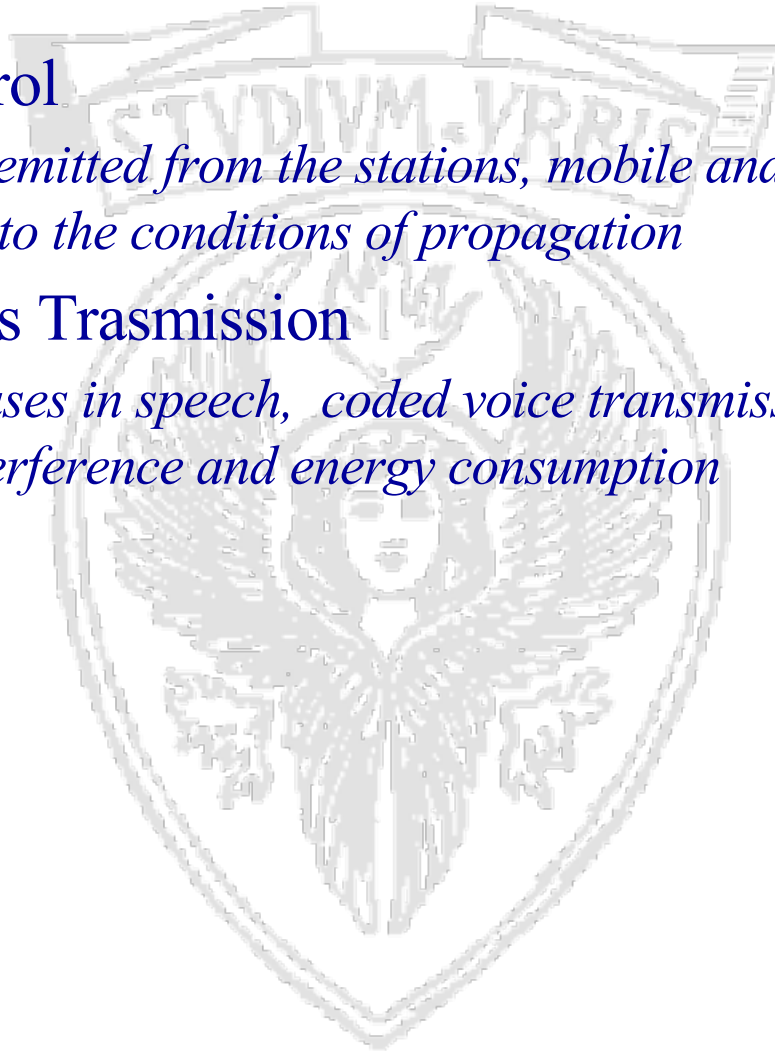 STVDIVM VRBIS
rol
emitted from the stations, mobile and
to the conditions of propagation
s Trasmission
uses in speech, coded voice transmiss
erference and energy consumption